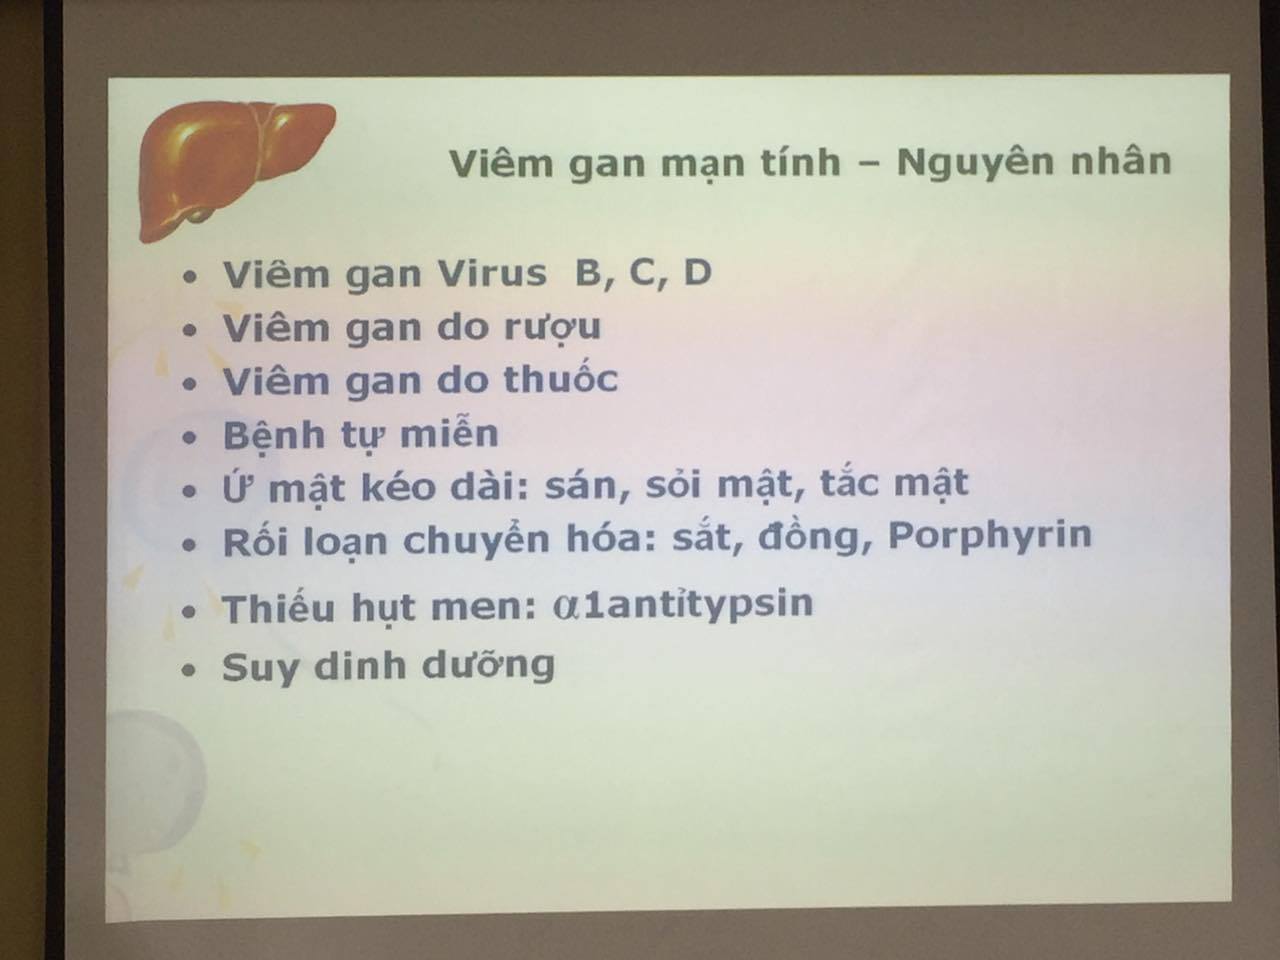 Viêm gan mạn tính – Nguyên nhân
• Viêm gan Virus B, C, D
• Viêm gan do rượu
• Viêm gan do thuốc
• Bệnh tự miễn
• Ứ mật kéo dài: sán, sỏi mật, tắc mật
• Rối loạn chuyển hóa: sắt, đồng, Porphyrin
• Thiếu hụt men: α1antỉtypsin
• Suy dinh dưỡng